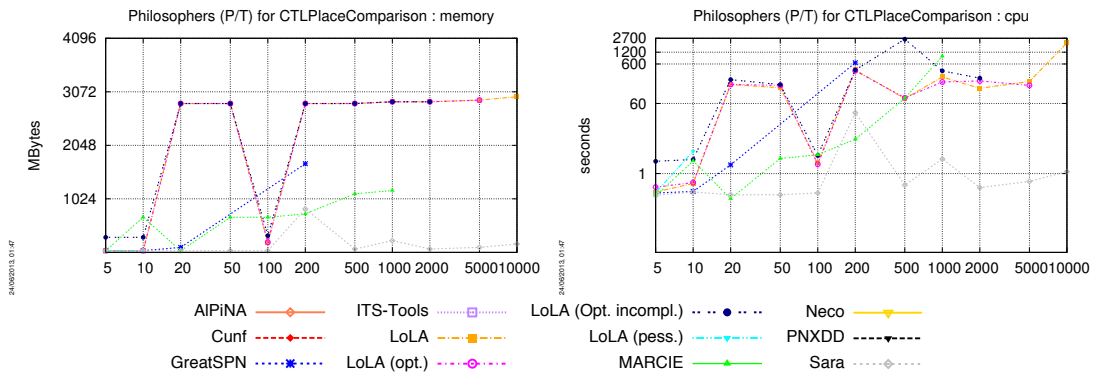 Philosophers (P/T) for CTLPlaceComparison : memory
4096
3072
2048
1024
MBytes
5 10 20 50 100 200 500 1000 2000 500010000
24/06/2013, 01:47
Philosophers (P/T) for CTLPlaceComparison : cpu
2700
1200
600
60
1
seconds
5 10 20 50 100 200 500 1000 2000 500010000
24/06/2013, 01:47
AlPiNA ITS-Tools LoLA (Opt. incompl.) Neco
Cunf LoLA LoLA (pess.) PNXDD
GreatSPN LoLA (opt.) MARCIE Sara